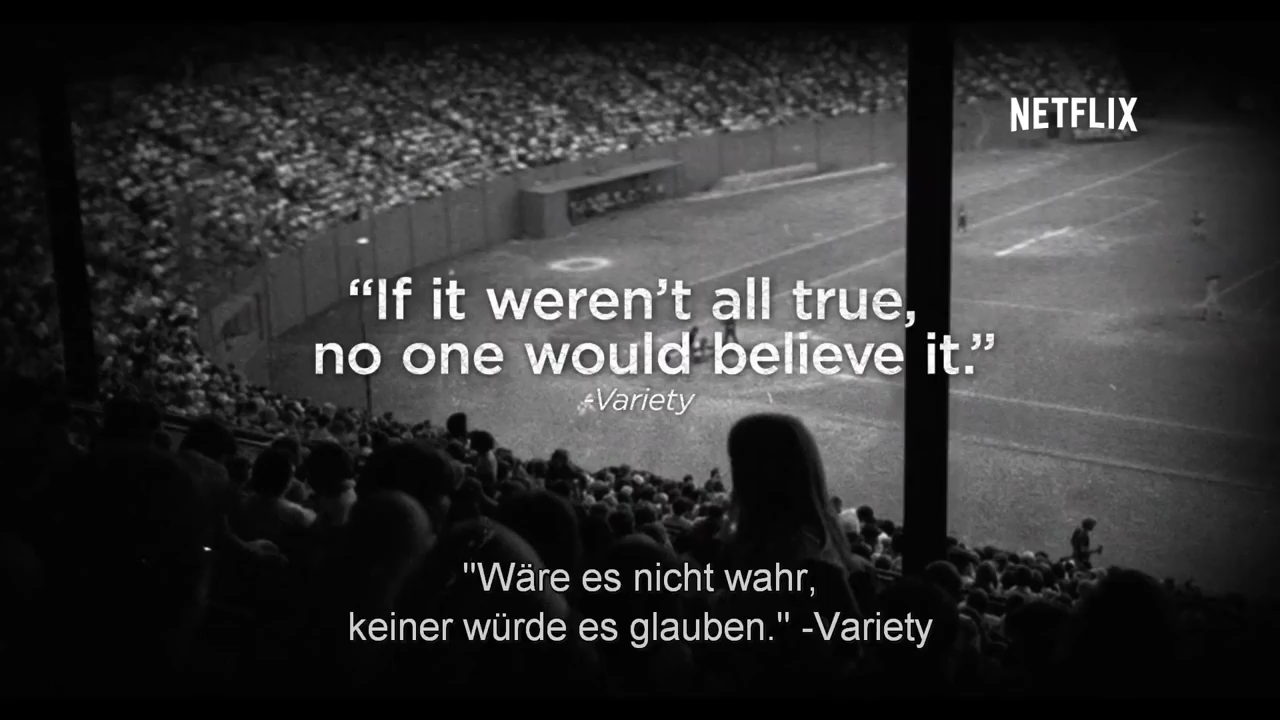 NETFLIX
“If it weren’t all true,
no one would believe it.”
-Variety
"Wäre es nicht wahr,
keiner würde es glauben." -Variety